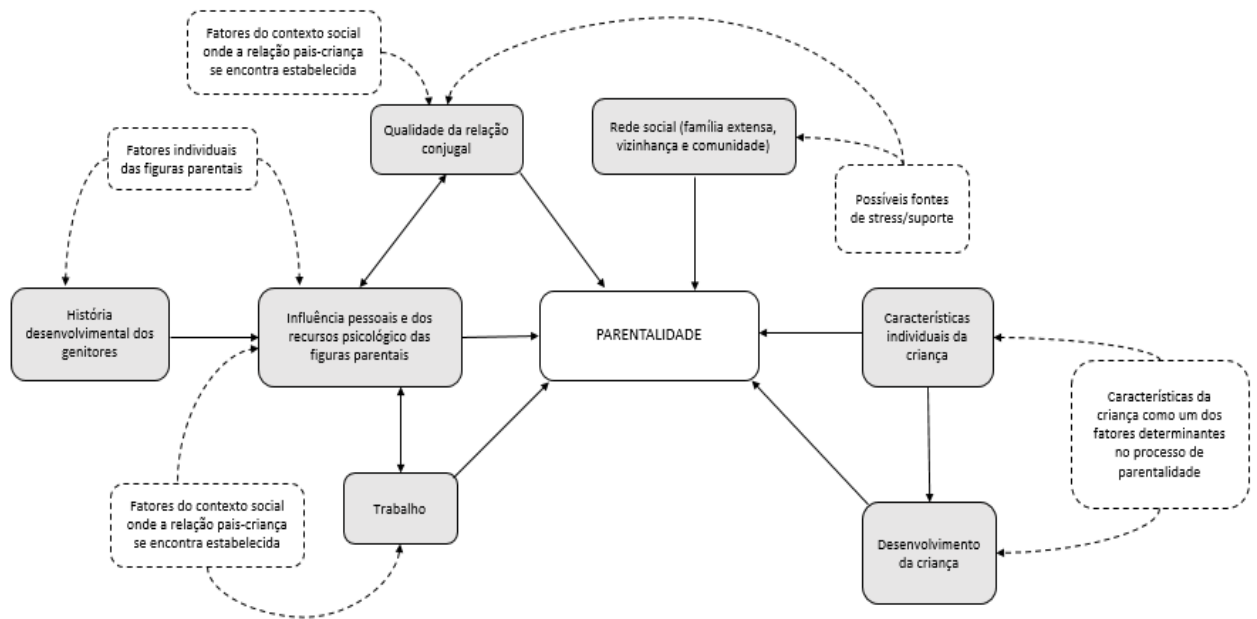 Fatores do contexto social
onde a relação pais-criança
se encontra estabelecida
Qualidade da relação
conjugal
Rede social (família extensa,
vizinhança e comunidade)
Fatores individuais
das figuras parentais
Possíveis fontes
de stress/suporte
História
desenvolvimental dos
genitores
Influência pessoais e dos
recursos psicológico das
figuras parentais
PARENTALIDADE
Características
individuais da
criança
Características da
criança como um dos
fatores determinantes
no processo de
parentalidade
Fatores do contexto social
onde a relação pais-criança
se encontra estabelecida
Trabalho
Desenvolvimento
da criança